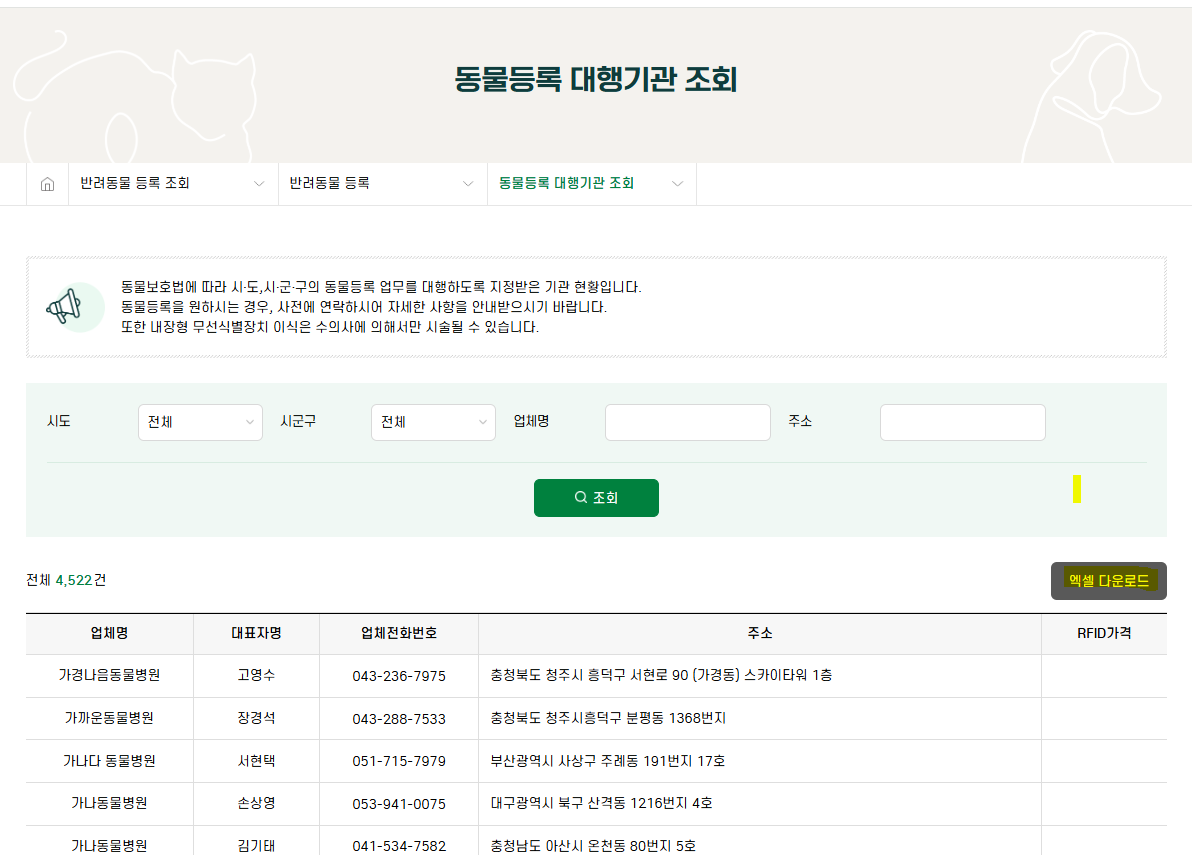 동물등록 대행기관 조회
반려동물 등록 조회 반려동물 등록 동물등록 대행기관 조회
동물보호법에 따라 시·도,시·군·구의 동물등록 업무를 대행하도록 지정받은 기관 현황입니다.
동물등록을 원하시는 경우, 사전에 연락하시어 자세한 사항을 안내받으시기 바랍니다.
또한 내장형 무선식별장치 이식은 수의사에 의해서만 시술될 수 있습니다.
시도 전체 시군구 전체 업체명 주소
조회
전체 4,522건
엑셀 다운로드
업체명 대표자명 업체전화번호 주소 RFID가격
가경나음동물병원 고영수 043-236-7975 충청북도 청주시 흥덕구 서현로 90 (가경동) 스카이타워 1층
가까운동물병원 장경석 043-288-7533 충청북도 청주시흥덕구 분평동 1368번지
가나다 동물병원 서현택 051-715-7979 부산광역시 사상구 주례동 191번지 17호
가나동물병원 손상영 053-941-0075 대구광역시 북구 산격동 1216번지 4호
가나동물병원 김기태 041-534-7582 충청남도 아산시 온천동 80번지 5호